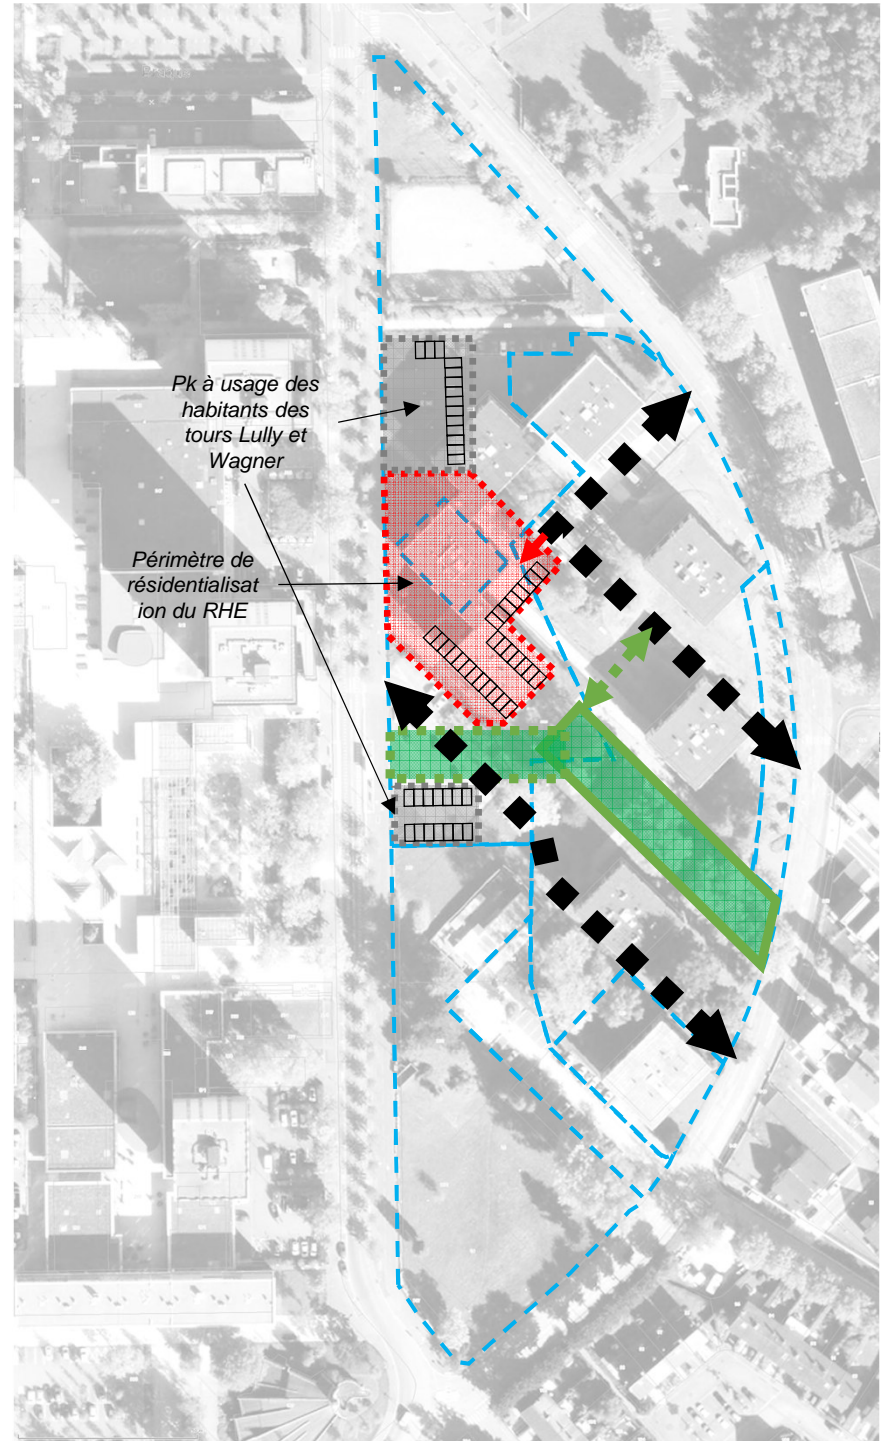 Pk à usage des
habitants des
tours Lully et
Wagner
Périmètre de
résidentialisat
ion du RHE